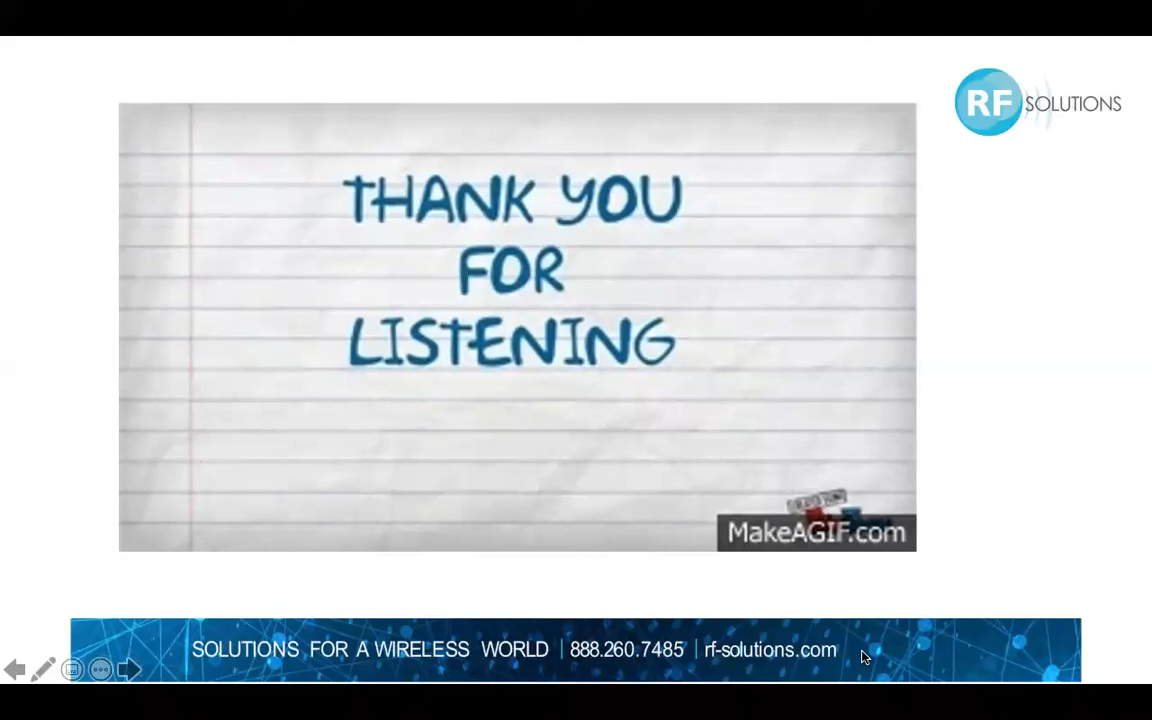 RF SOLUTIONS
THANK YOU
FOR
LISTENING
MakeAGIF.com
SOLUTIONS FOR A WIRELESS WORLD | 888.260.7485 | rf-solutions.com